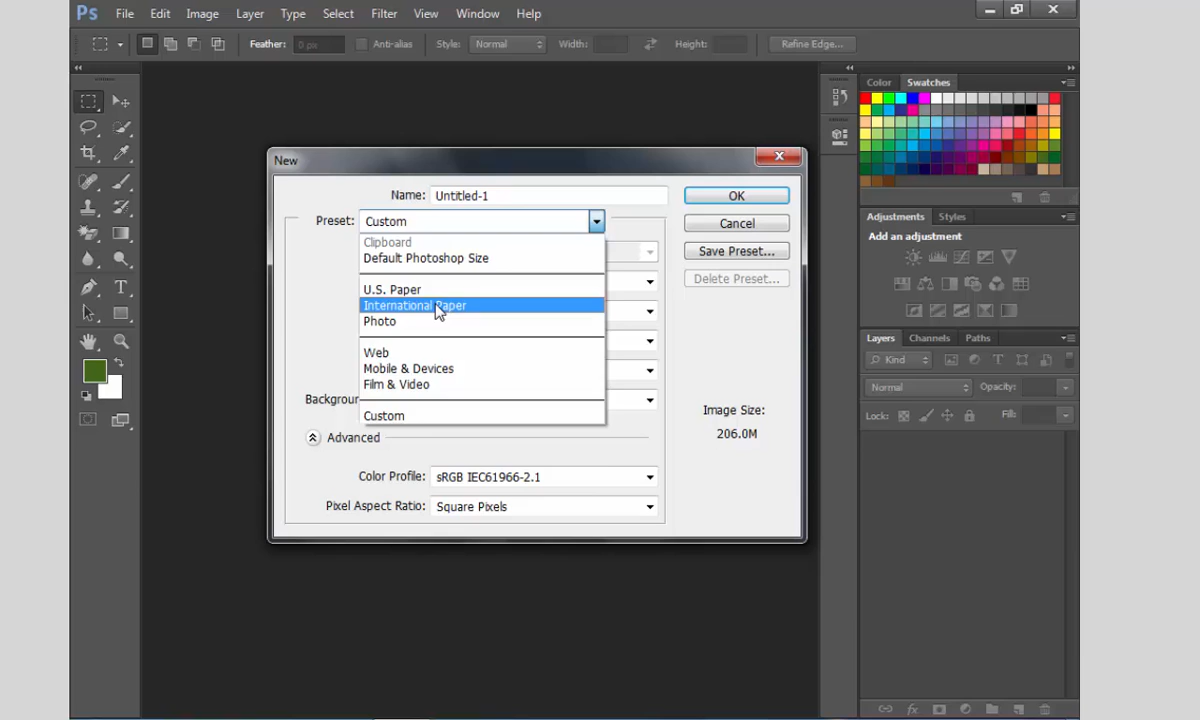 Ps File Edit Image Layer Type Select Filter View Window Help
Feather: 0 px Anti-alias Style: Normal Width: Height: Refine Edge...
Color Swatches
New
Name: Untitled-1 OK
Preset: Custom Cancel
Clipboard
Default Photoshop Size Save Preset...
U.S. Paper Delete Preset...
International Paper
Photo
Web
Mobile & Devices
Film & Video
Backgroun
Custom
Image Size:
206.0M
Advanced
Color Profile: sRGB IEC61966-2.1
Pixel Aspect Ratio: Square Pixels
Adjustments Styles
Add an adjustment
Layers Channels Paths
Kind
Normal Opacity:
Lock: Fill: